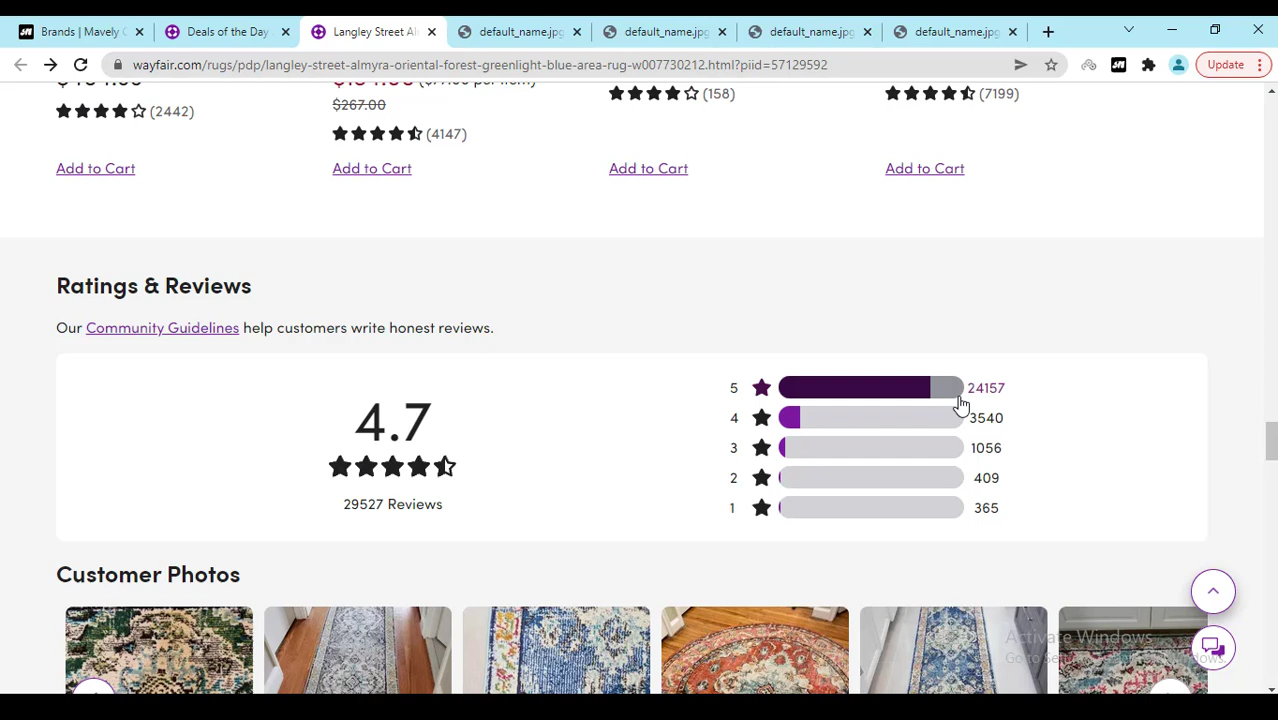 Brands | Mavely C
Deals of the Day
Langley Street Al
default_name.jpg
default_name.jpg
default_name.jpg
default_name.jpg
wayfair.com/rugs/pdp/langley-street-almyra-oriental-forest-greenlight-blue-area-rug-w007730212.html?piid=57129592
Update
(2442)
$267.00
(4147)
(158)
(7199)
Add to Cart
Add to Cart
Add to Cart
Add to Cart
Ratings & Reviews
Our Community Guidelines help customers write honest reviews.
4.7
29527 Reviews
5 24157
4 3540
3 1056
2 409
1 365
Customer Photos
Activate Windows